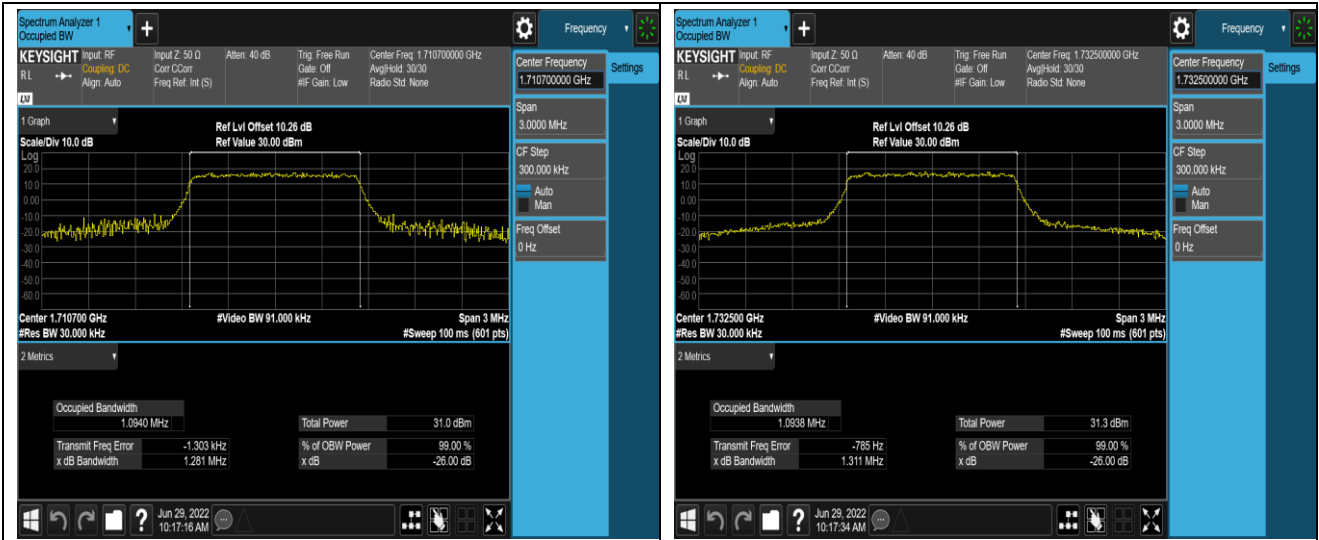 Spectrum Analyzer 1
Occupied BW
+
Frequency
KEYSIGHT
Input: RF
Coupling: DC
Align: Auto
Input Z: 50 Ω
Corr CCorr
Freq Ref: Int (S)
Atten: 40 dB
Trig: Free Run
Gate: Off
#IF Gain: Low
Center Freq: 1.710700000 GHz
Avg|Hold: 30/30
Radio Std: None
RL
LXI
Center Frequency
1.710700000 GHz
Settings
Span
3.0000 MHz
CF Step
300.000 kHz
Auto
Man
Freq Offset
0 Hz
1 Graph
Ref Lvl Offset 10.26 dB
Scale/Div 10.0 dB
Ref Value 30.00 dBm
Log
20.0
10.0
0.00
-10.0
-20.0
-30.0
-40.0
-50.0
-60.0
Center 1.710700 GHz
#Video BW 91.000 kHz
Span 3 MHz
#Res BW 30.000 kHz
#Sweep 100 ms (601 pts)
2 Metrics
Occupied Bandwidth
1.0940 MHz
Total Power 31.0 dBm
Transmit Freq Error -1.303 kHz
% of OBW Power 99.00 %
x dB Bandwidth 1.281 MHz
x dB -26.00 dB
?
Jun 29, 2022
10:17:16 AM
Spectrum Analyzer 1
Occupied BW
+
Frequency
KEYSIGHT
Input: RF
Coupling: DC
Align: Auto
Input Z: 50 Ω
Corr CCorr
Freq Ref: Int (S)
Atten: 40 dB
Trig: Free Run
Gate: Off
#IF Gain: Low
Center Freq: 1.732500000 GHz
Avg|Hold: 30/30
Radio Std: None
RL
LXI
Center Frequency
1.732500000 GHz
Settings
Span
3.0000 MHz
CF Step
300.000 kHz
Auto
Man
Freq Offset
0 Hz
1 Graph
Ref Lvl Offset 10.26 dB
Scale/Div 10.0 dB
Ref Value 30.00 dBm
Log
20.0
10.0
0.00
-10.0
-20.0
-30.0
-40.0
-50.0
-60.0
Center 1.732500 GHz
#Video BW 91.000 kHz
Span 3 MHz
#Res BW 30.000 kHz
#Sweep 100 ms (601 pts)
2 Metrics
Occupied Bandwidth
1.0938 MHz
Total Power 31.3 dBm
Transmit Freq Error -785 Hz
% of OBW Power 99.00 %
x dB Bandwidth 1.311 MHz
x dB -26.00 dB
?
Jun 29, 2022
10:17:34 AM